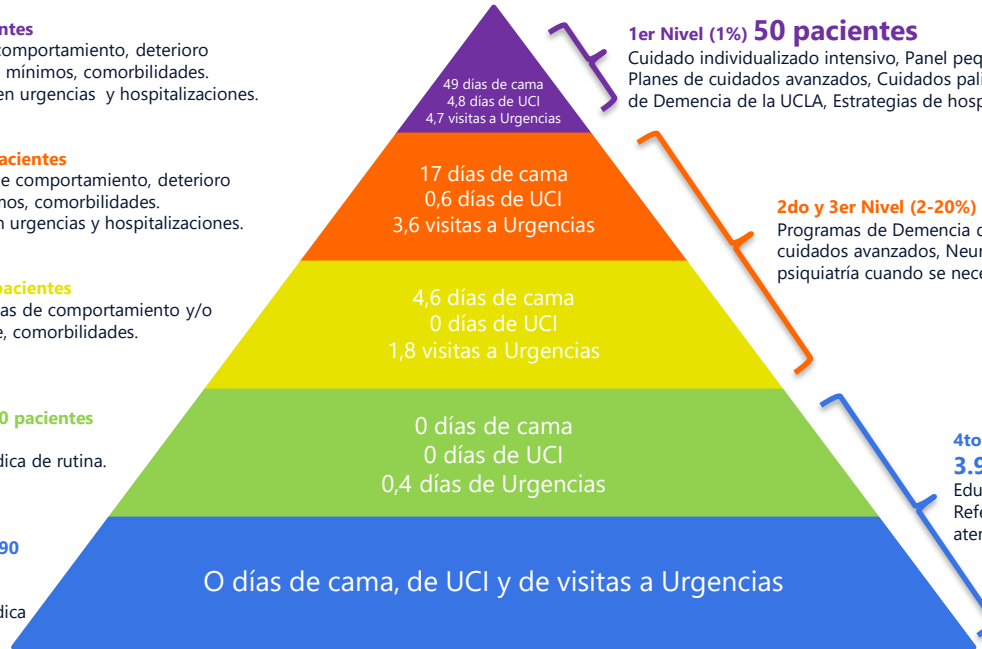 ntes
comportamiento, deterioro
mínimos, comorbilidades.
en urgencias y hospitalizaciones.
acientes
e comportamiento, deterioro
mos, comorbilidades.
n urgencias y hospitalizaciones.
pacientes
as de comportamiento y/o
e, comorbilidades.
0 pacientes
dica de rutina.
90
dica
49 días de cama
4,8 días de UCI
4,7 visitas a Urgencias
17 días de cama
0,6 días de UCI
3,6 visitas a Urgencias
4,6 días de cama
0 días de UCI
1,8 visitas a Urgencias
0 días de cama
0 días de UCI
0,4 días de Urgencias
O días de cama, de UCI y de visitas a Urgencias
1er Nivel (1%) 50 pacientes
Cuidado individualizado intensivo, Panel peq
Planes de cuidados avanzados, Cuidados pali
de Demencia de la UCLA, Estrategias de hosp
2do y 3er Nivel (2-20%)
Programas de Demencia d
cuidados avanzados, Neur
psiquiatría cuando se nece
4to
3.9
Edu
Refe
aten